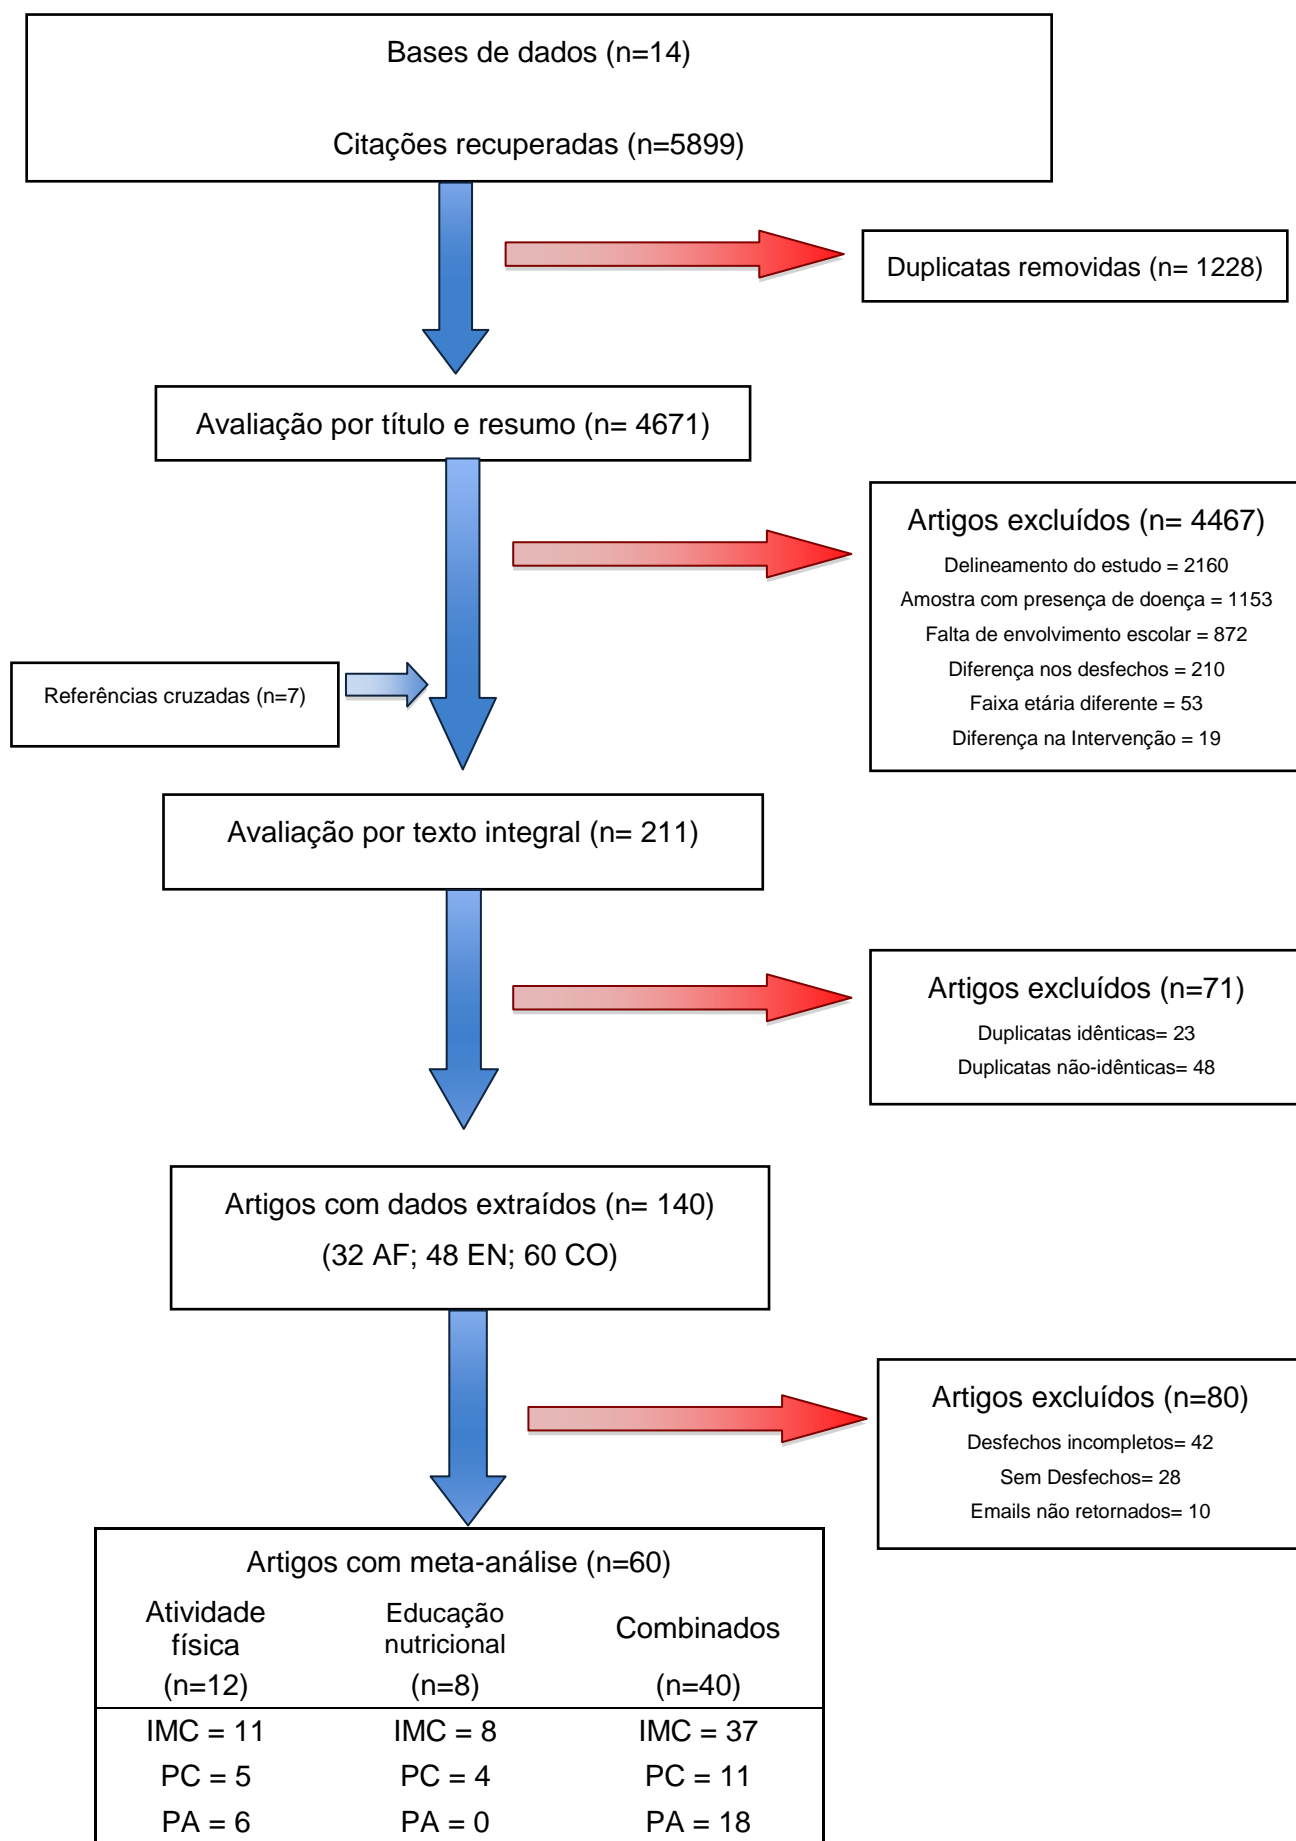 Bases de dados (n=14)
Citações recuperadas (n=5899)
Duplicatas removidas (n= 1228)
Avaliação por título e resumo (n= 4671)
Artigos excluídos (n= 4467)
Delineamento do estudo = 2160
Amostra com presença de doença = 1153
Falta de envolvimento escolar = 872
Diferença nos desfechos = 210
Faixa etária diferente = 53
Diferença na Intervenção = 19
Referências cruzadas (n=7)
Avaliação por texto integral (n= 211)
Artigos excluídos (n=71)
Duplicatas idênticas= 23
Duplicatas não-idênticas= 48
Artigos com dados extraídos (n= 140)
(32 AF; 48 EN; 60 CO)
Artigos excluídos (n=80)
Desfechos incompletos= 42
Sem Desfechos= 28
Emails não retornados= 10
Artigos com meta-análise (n=60)
Atividade
física
(n=12)
Educação
nutricional
(n=8)
Combinados
(n=40)
IMC = 11 IMC = 8 IMC = 37
PC = 5 PC = 4 PC = 11
PA = 6 PA = 0 PA = 18